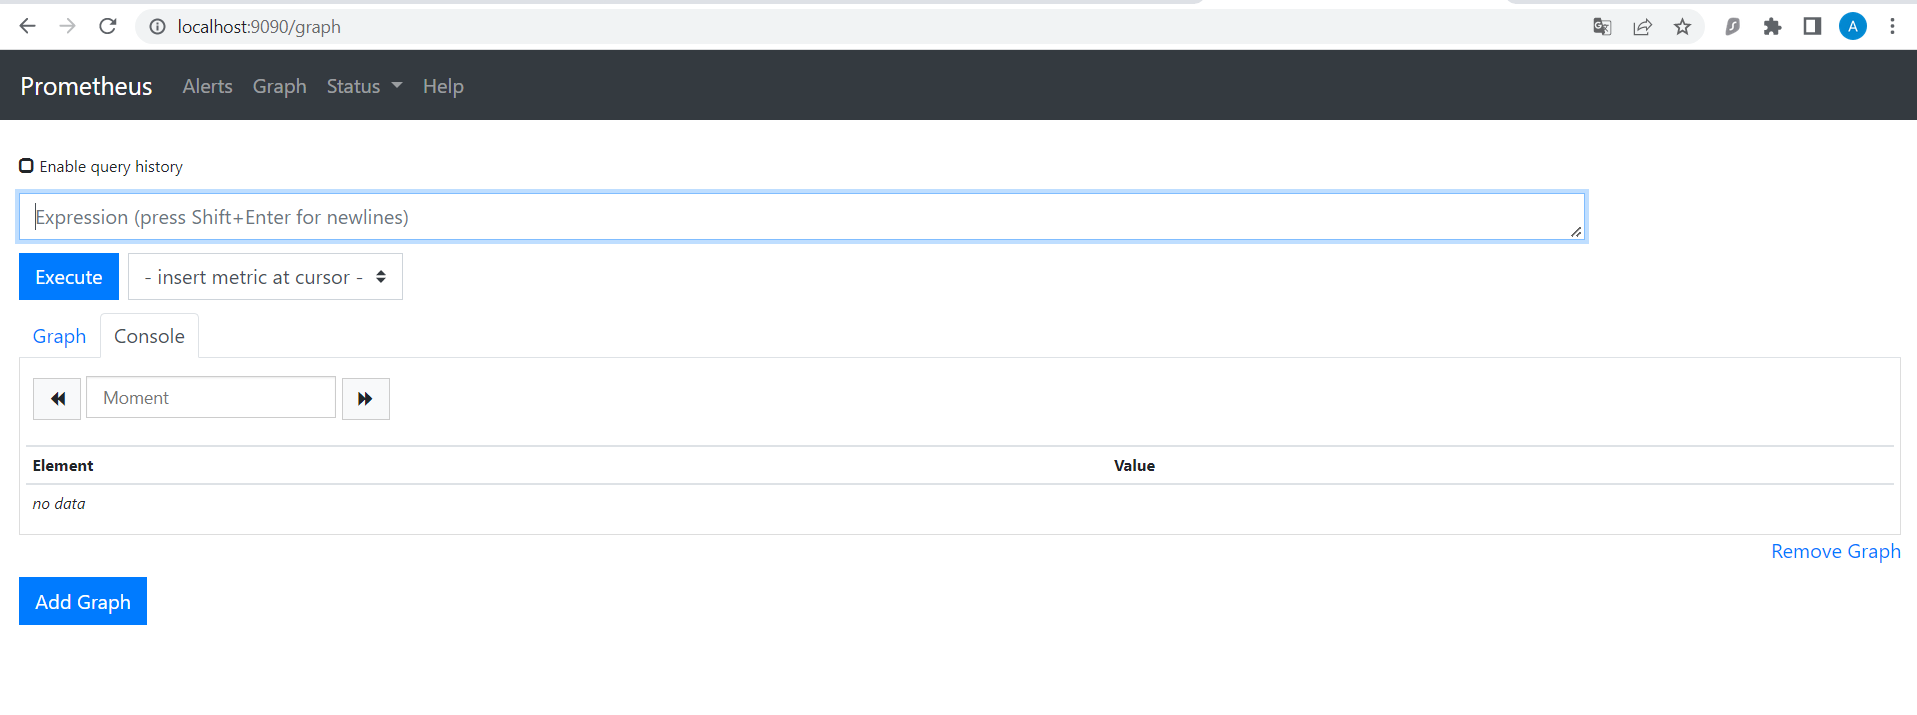 localhost:9090/graph
A
Prometheus Alerts Graph Status Help
Enable query history
Expression (press Shift+Enter for newlines)
Execute - insert metric at cursor -
Graph Console
Moment
Element Value
no data
Remove Graph
Add Graph